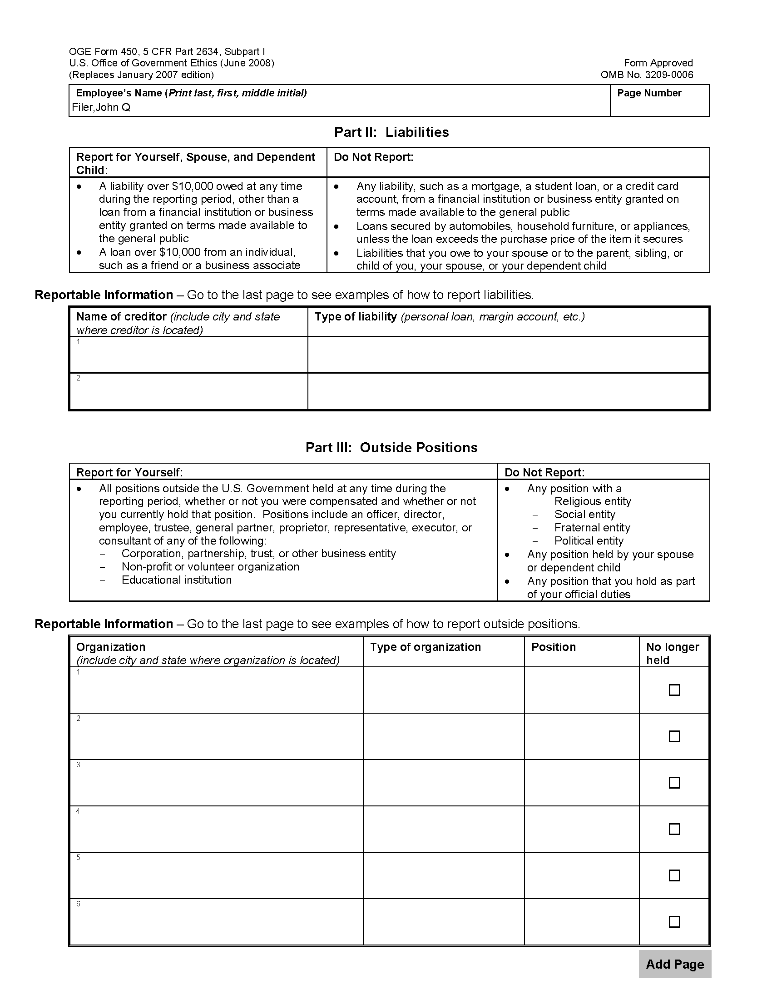 OGE Form 450, 5 CFR Part 2634, Subpart I
U.S. Office of Government Ethics (June 2008)
(Replaces January 2007 edition)
Form Approved
OMB No. 3209-0006
Employee’s Name (Print last, first, middle initial)
Filer,John Q
Page Number
Part II:  Liabilities
Report for Yourself, Spouse, and Dependent
Child:
• A liability over $10,000 owed at any time
during the reporting period, other than a
loan from a financial institution or business
entity granted on terms made available to
the general public
• A loan over $10,000 from an individual,
such as a friend or a business associate
Do Not Report:
• Any liability, such as a mortgage, a student loan, or a credit card
account, from a financial institution or business entity granted on
terms made available to the general public
• Loans secured by automobiles, household furniture, or appliances,
unless the loan exceeds the purchase price of the item it secures
• Liabilities that you owe to your spouse or to the parent, sibling, or
child of you, your spouse, or your dependent child
Reportable Information – Go to the last page to see examples of how to report liabilities.
Name of creditor (include city and state
where creditor is located)
Type of liability (personal loan, margin account, etc.)
1
2
Part III:  Outside Positions
Report for Yourself:
• All positions outside the U.S. Government held at any time during the
reporting period, whether or not you were compensated and whether or not
you currently hold that position.  Positions include an officer, director,
employee, trustee, general partner, proprietor, representative, executor, or
consultant of any of the following:
– Corporation, partnership, trust, or other business entity
– Non-profit or volunteer organization
– Educational institution
Do Not Report:
• Any position with a
– Religious entity
– Social entity
– Fraternal entity
– Political entity
• Any position held by your spouse
or dependent child
• Any position that you hold as part
of your official duties
Reportable Information – Go to the last page to see examples of how to report outside positions.
Organization
(include city and state where organization is located)
Type of organization
Position
No longer
held
1
2
3
4
5
6
Add Page